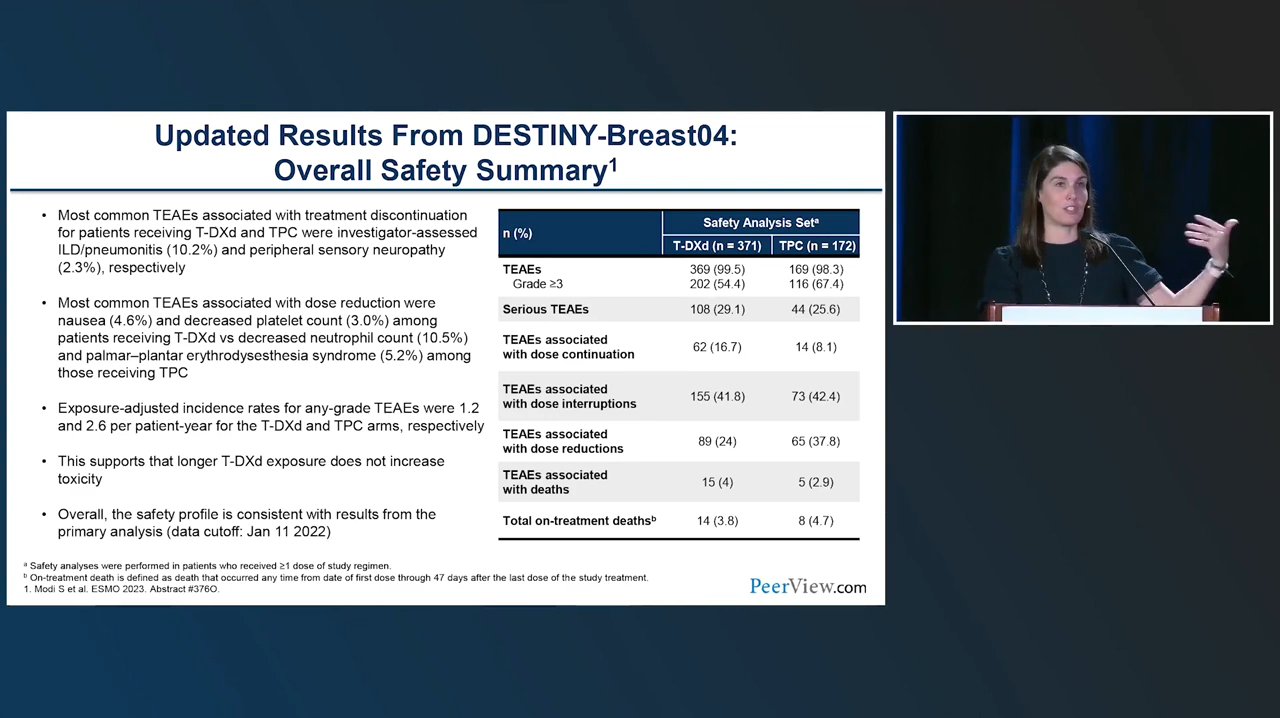 Updated Results From DESTINY-Breast04:
Overall Safety Summary1
• Most common TEAEs associated with treatment discontinuation
for patients receiving T-DXd and TPC were investigator-assessed
ILD/pneumonitis (10.2%) and peripheral sensory neuropathy
(2.3%), respectively
• Most common TEAEs associated with dose reduction were
nausea (4.6%) and decreased platelet count (3.0%) among
patients receiving T-DXd vs decreased neutrophil count (10.5%)
and palmar–plantar erythrodysesthesia syndrome (5.2%) among
those receiving TPC
• Exposure-adjusted incidence rates for any-grade TEAEs were 1.2
and 2.6 per patient-year for the T-DXd and TPC arms, respectively
• This supports that longer T-DXd exposure does not increase
toxicity
• Overall, the safety profile is consistent with results from the
primary analysis (data cutoff: Jan 11 2022)
n (%)
Safety Analysis Seta
T-DXd (n = 371) TPC (n = 172)
TEAEs 369 (99.5) 169 (98.3)
Grade ≥3 202 (54.4) 116 (67.4)
Serious TEAEs 108 (29.1) 44 (25.6)
TEAEs associated
with dose continuation 62 (16.7) 14 (8.1)
TEAEs associated
with dose interruptions 155 (41.8) 73 (42.4)
TEAEs associated
with dose reductions 89 (24) 65 (37.8)
TEAEs associated
with deaths 15 (4) 5 (2.9)
Total on-treatment deathsb 14 (3.8) 8 (4.7)
a Safety analyses were performed in patients who received ≥1 dose of study regimen.
b On-treatment death is defined as death that occurred any time from date of first dose through 47 days after the last dose of the study treatment.
1. Modi S et al. ESMO 2023. Abstract #376O.
PeerView.com